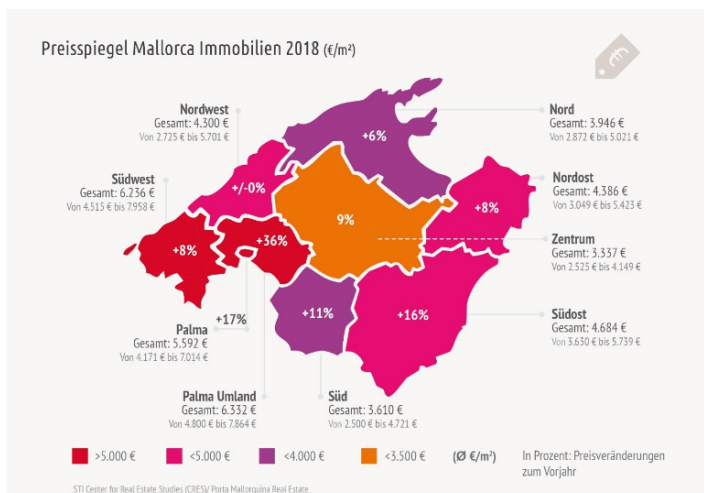 Preisspiegel Mallorca Immobilien 2018 (€/m²)
Nordwest
Gesamt: 4.300 €
Von 2.725 € bis 5.701 €
Nord
Gesamt: 3.946 €
Von 2.872 € bis 5.021 €
+6%
Südwest
Gesamt: 6.236 €
Von 4.515 € bis 7.958 €
+/-0%
Nordost
Gesamt: 4.386 €
Von 3.049 € bis 5.423 €
+8%
9%
+36%
+8%
Zentrum
Gesamt: 3.337 €
Von 2.525 € bis 4.149 €
+17%
Palma
Gesamt: 5.592 €
Von 4.171 € bis 7.014 €
+11%
+16%
Südost
Gesamt: 4.684 €
Von 3.630 € bis 5.739 €
Palma Umland
Gesamt: 6.332 €
Von 4.800 € bis 7.864 €
Süd
Gesamt: 3.610 €
Von 2.500 € bis 4.721 €
>5.000 € <5.000 € <4.000 € <3.500 € (Ø €/m²)
In Prozent: Preisveränderungen
zum Vorjahr
STI Center for Real Estate Studies (CRES)/ Porta Mallorquina Real Estate
€